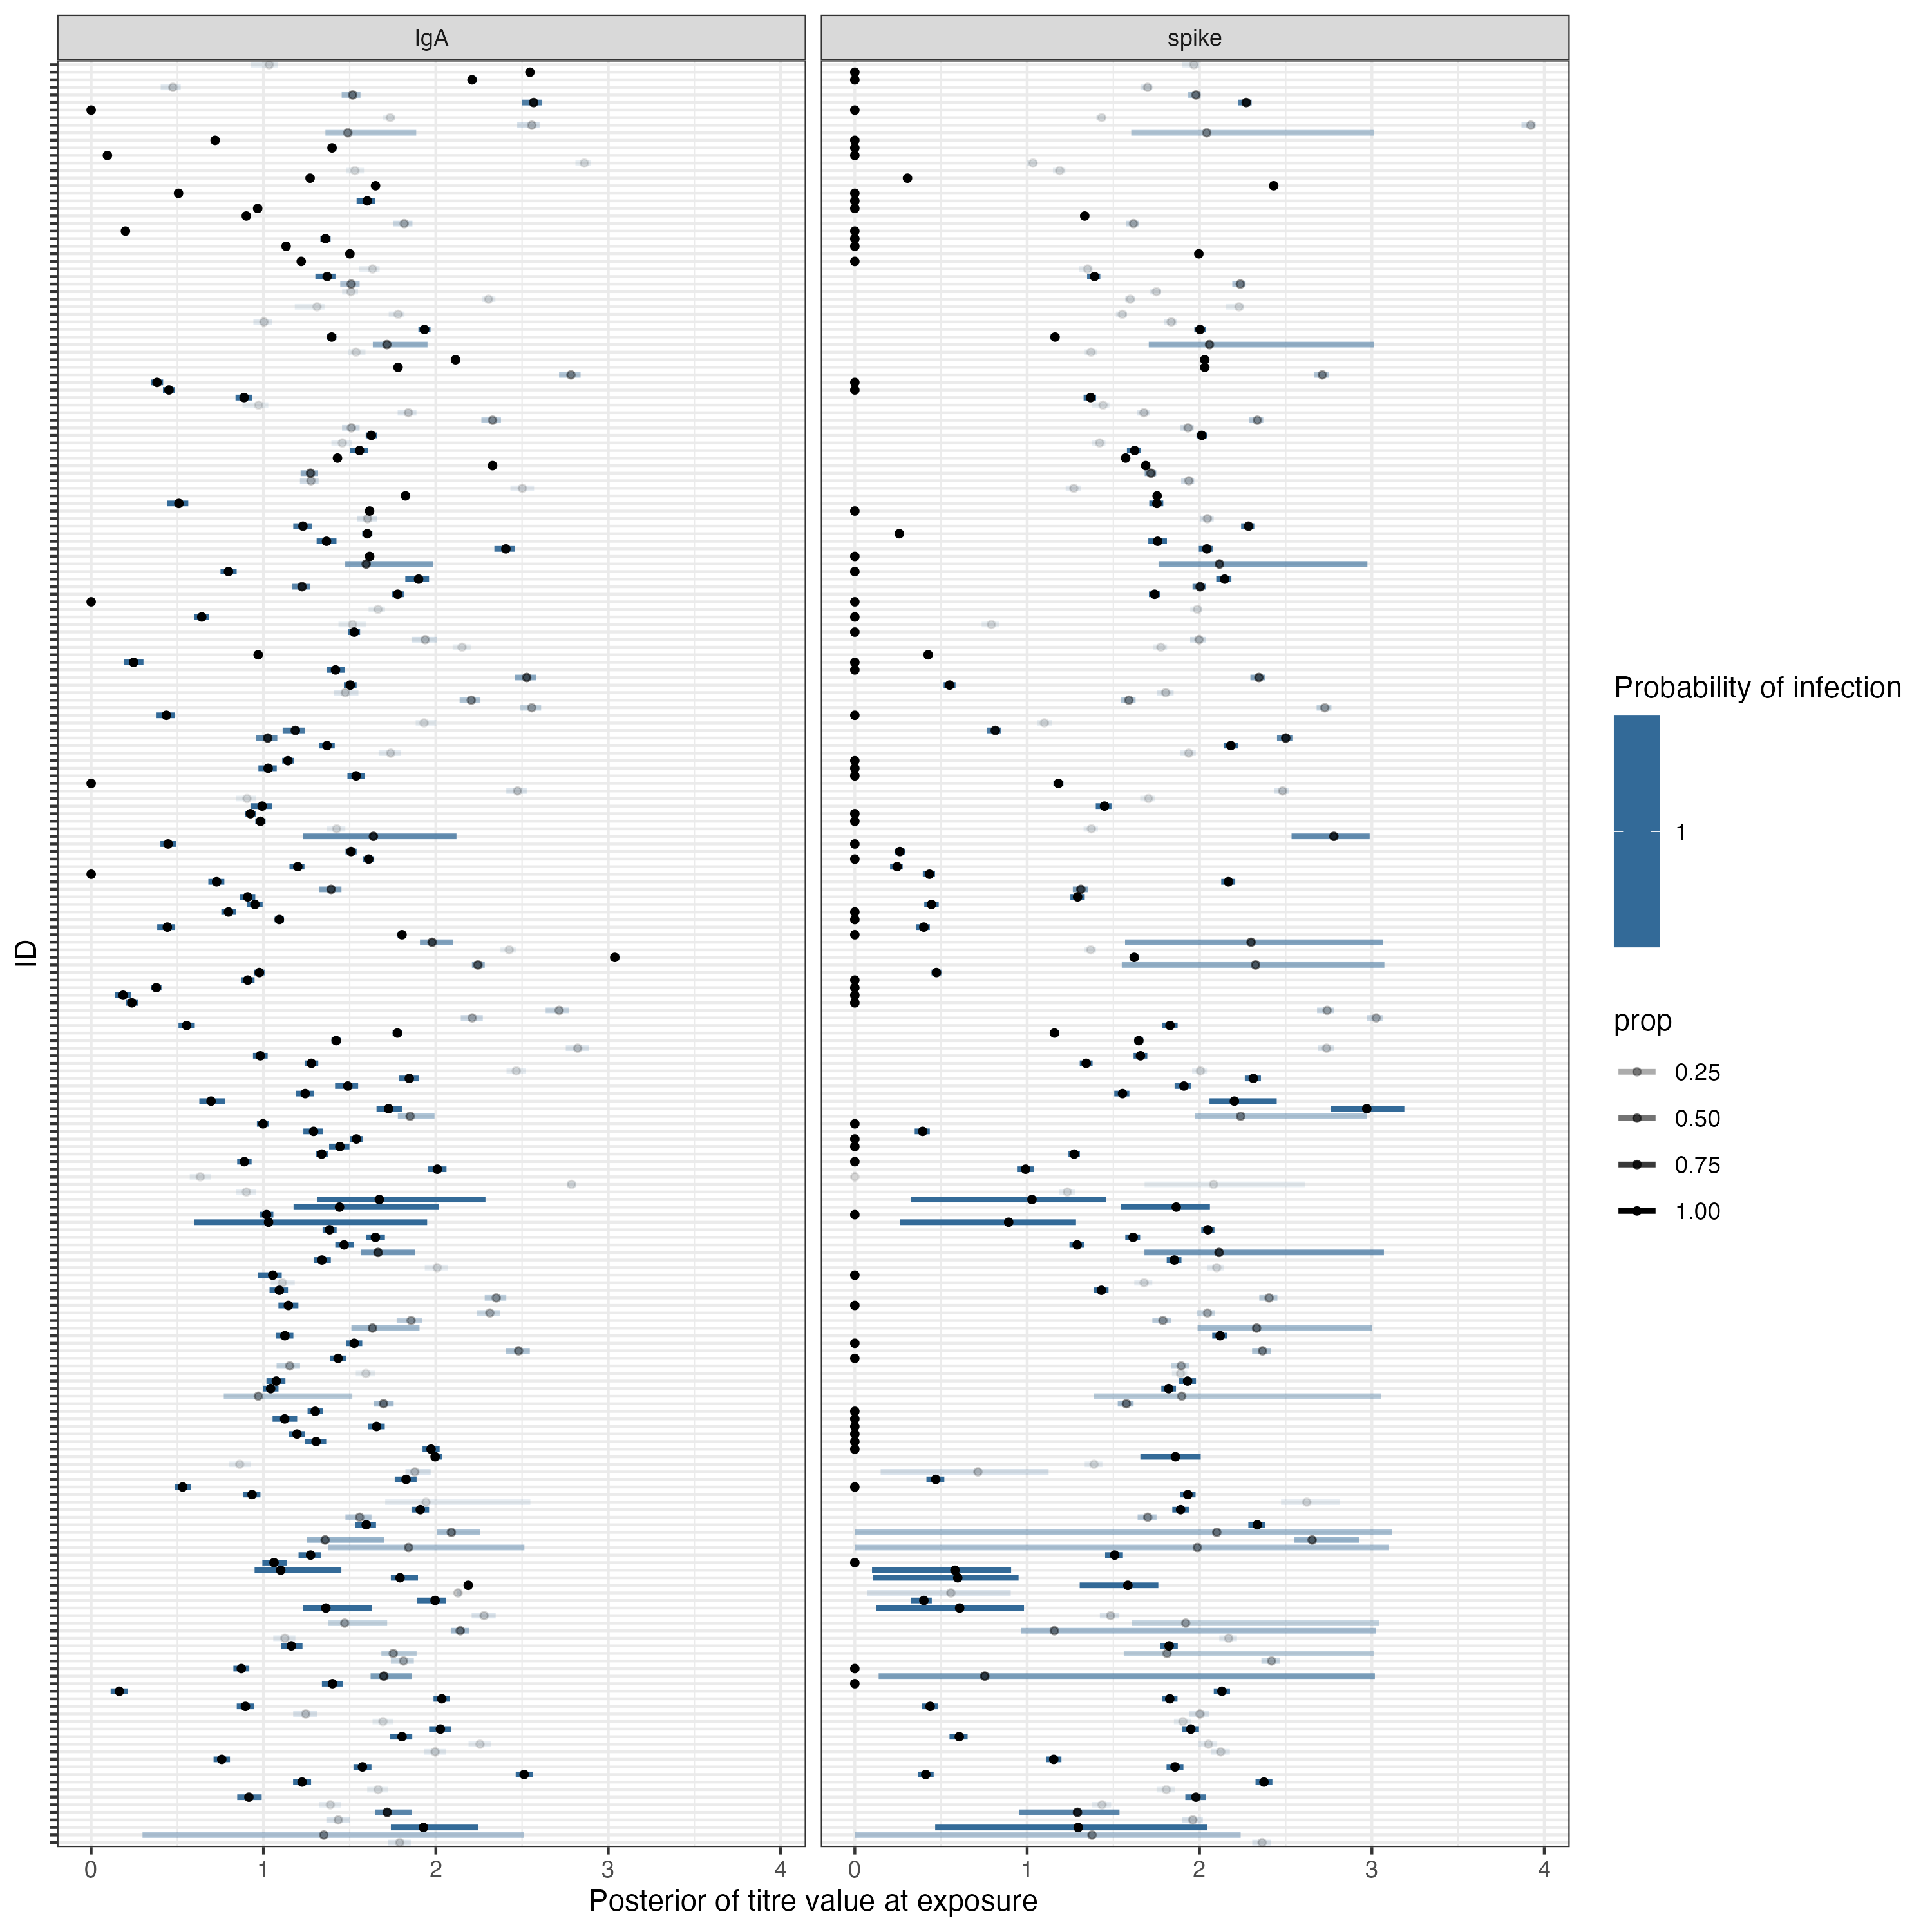 IgA
spike
ID
0 1 2 3 4
0 1 2 3 4
Posterior of titre value at exposure
Probability of infection
1
prop
0.25
0.50
0.75
1.00